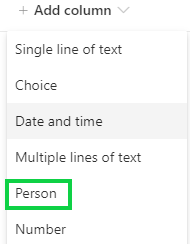 + Add column
Single line of text
Choice
Date and time
Multiple lines of text
Person
Number